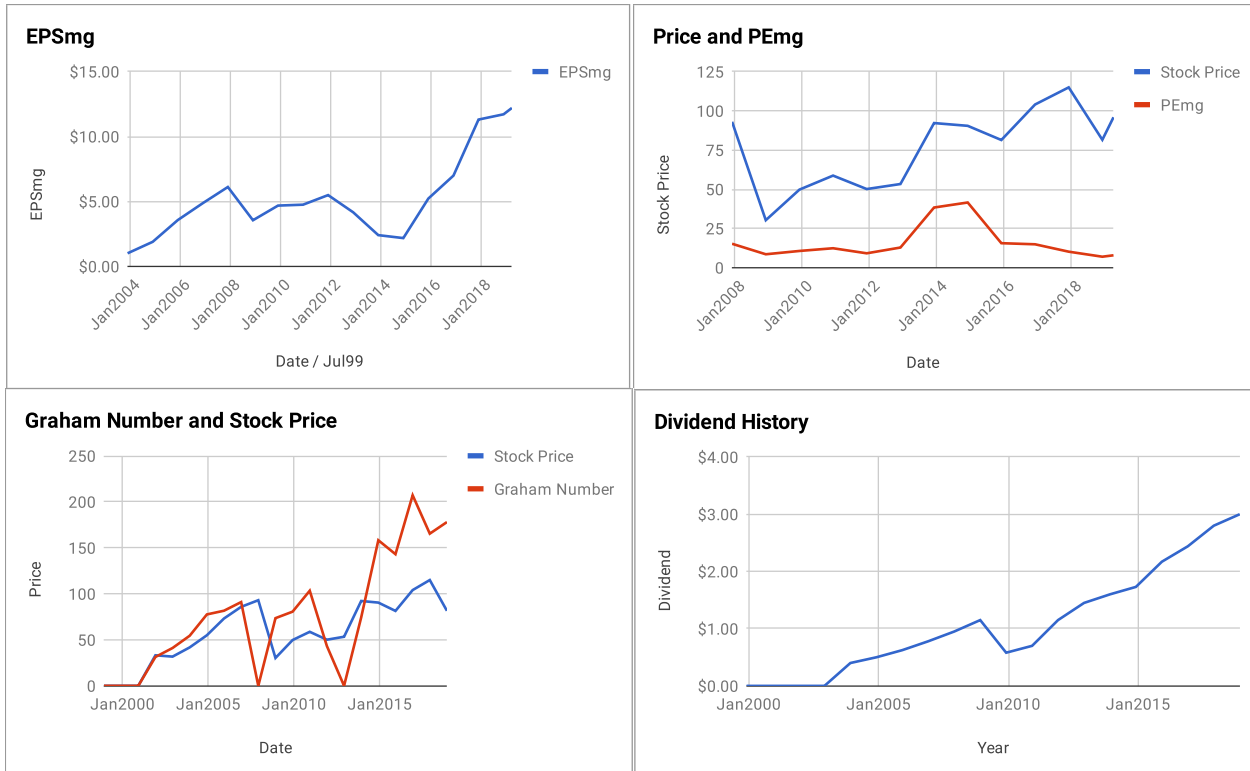 EPSmg
$15.00
$10.00
$5.00
$0.00
EPSmg
EPSmg
Jan2004
Jan2006
Jan2008
Jan2010
Jan2012
Jan2014
Jan2016
Jan2018
Date / Jul99
Price and PEmg
125
100
75
50
25
0
Stock Price
Stock Price
PEmg
Jan2008
Jan2010
Jan2012
Jan2014
Jan2016
Jan2018
Date
Graham Number and Stock Price
250
200
150
100
50
0
Price
Stock Price
Graham Number
Jan2000 Jan2005 Jan2010 Jan2015
Date
Dividend History
$4.00
$3.00
$2.00
$1.00
$0.00
Dividend
Jan2000 Jan2005 Jan2010 Jan2015
Year